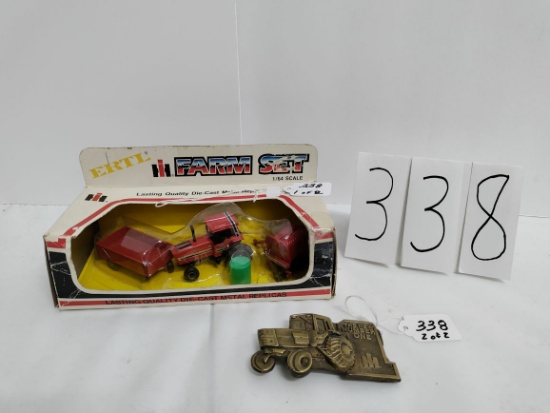 ERTL
IH FARM SET
1/64 SCALE
Lasting Quality Die-Cast
338
1 of 2
LASTING QUALITY DIE-CAST METAL REPLICAS
3 3 8
338
2 of 2
IH